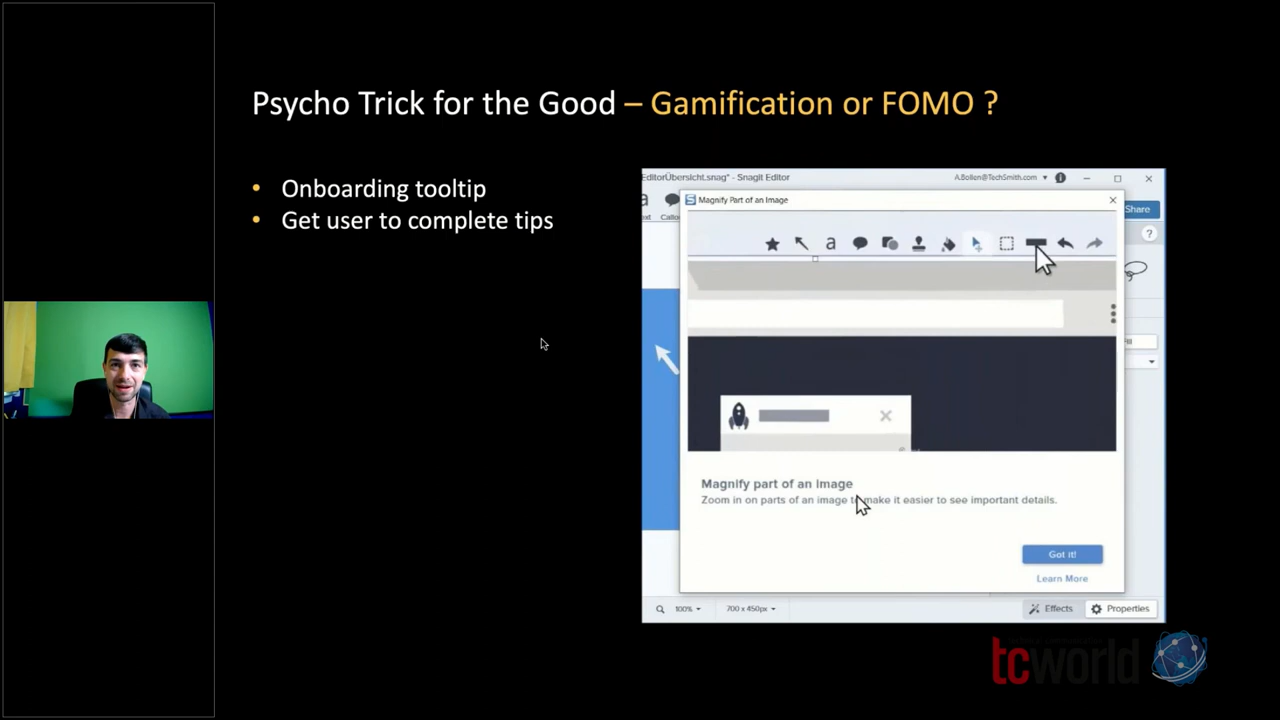 Psycho Trick for the Good – Gamification or FOMO ?
• Onboarding tooltip
• Get user to complete tips
EditorÜbersicht.snag* - Snagit Editor
A.Bollen@TechSmith.com
Magnify Part of an Image
Share
a
Magnify part of an image
Zoom in on parts of an image to make it easier to see important details.
Got it!
Learn More
100%
700 x 450px
Effects
Properties
tcworld